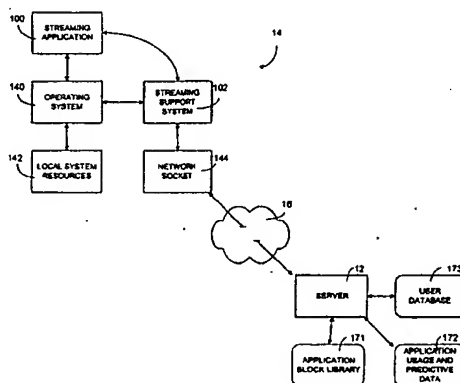 100
STREAMING
APPLICATION
14
140
OPERATING
SYSTEM
STREAMING
SUPPORT
SYSTEM
102
142
LOCAL SYSTEM
RESOURCES
NETWORK
SOCKET
144
16
12
SERVER
173
USER
DATABASE
171
APPLICATION
BLOCK LIBRARY
172
APPLICATION
USAGE AND
PREDICTIVE
DATA